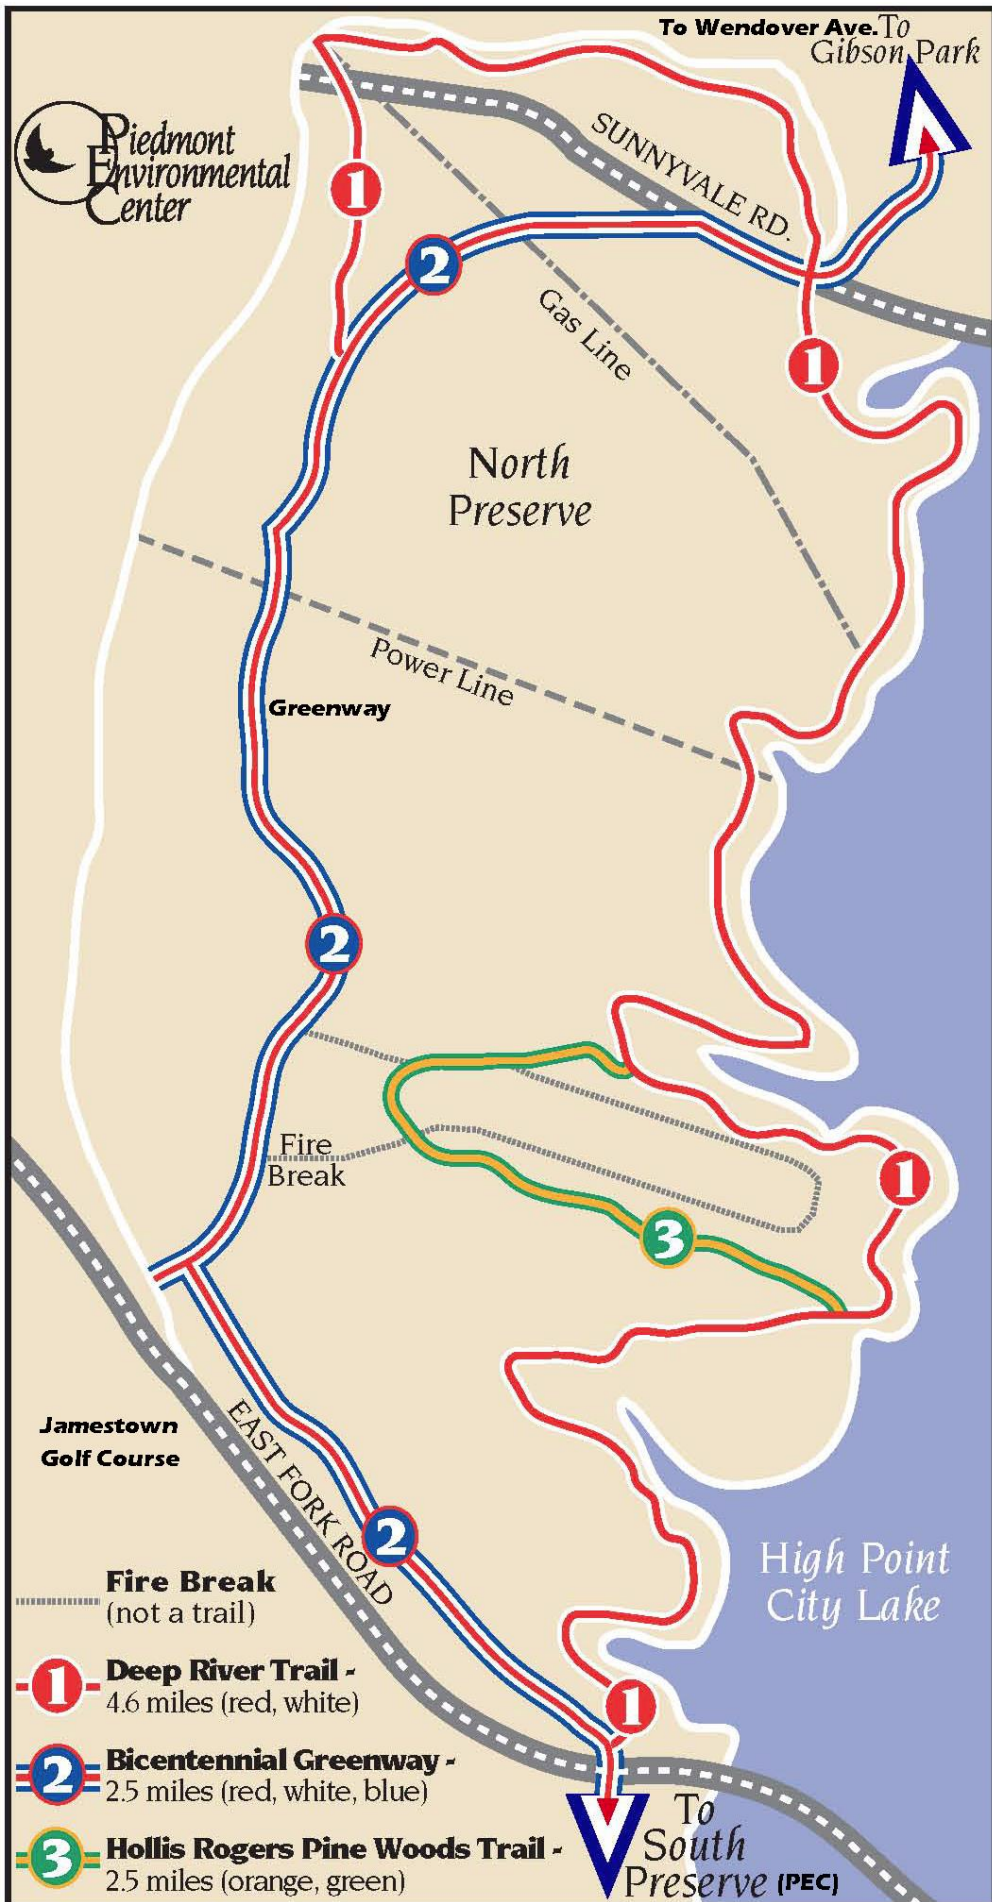 To Wendover Ave. To
Gibson Park
Piedmont
Environmental
Center
SUNNYVALE RD.
1
2
Gas Line
1
North
Preserve
Power Line
Greenway
2
Fire
Break
1
3
Jamestown
Golf Course
EAST FORK ROAD
2
High Point
City Lake
Fire Break
(not a trail)
1 Deep River Trail -
4.6 miles (red, white)
1
2 Bicentennial Greenway -
2.5 miles (red, white, blue)
3 Hollis Rogers Pine Woods Trail -
2.5 miles (orange, green)
To
South
Preserve (PEC)